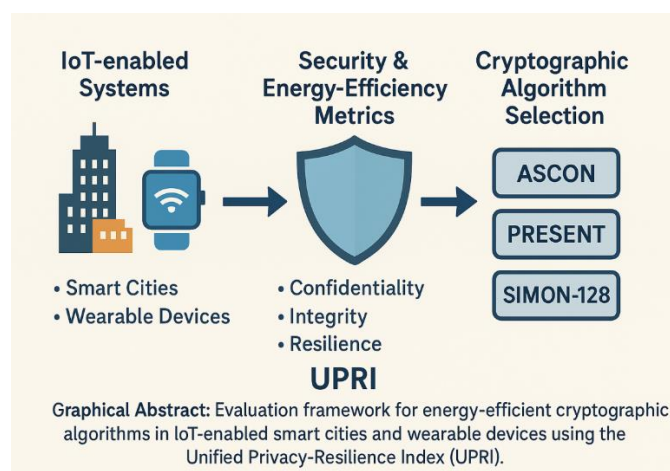 IoT-enabled
Systems
Security &
Energy-Efficiency
Metrics
Cryptographic
Algorithm
Selection
ASCON
PRESENT
SIMON-128
• Smart Cities
• Wearable Devices
• Confidentiality
• Integrity
• Resilience
UPRI
Graphical Abstract: Evaluation framework for energy-efficient cryptographic
algorithms in IoT-enabled smart cities and wearable devices using the
Unified Privacy-Resilience Index (UPRI).